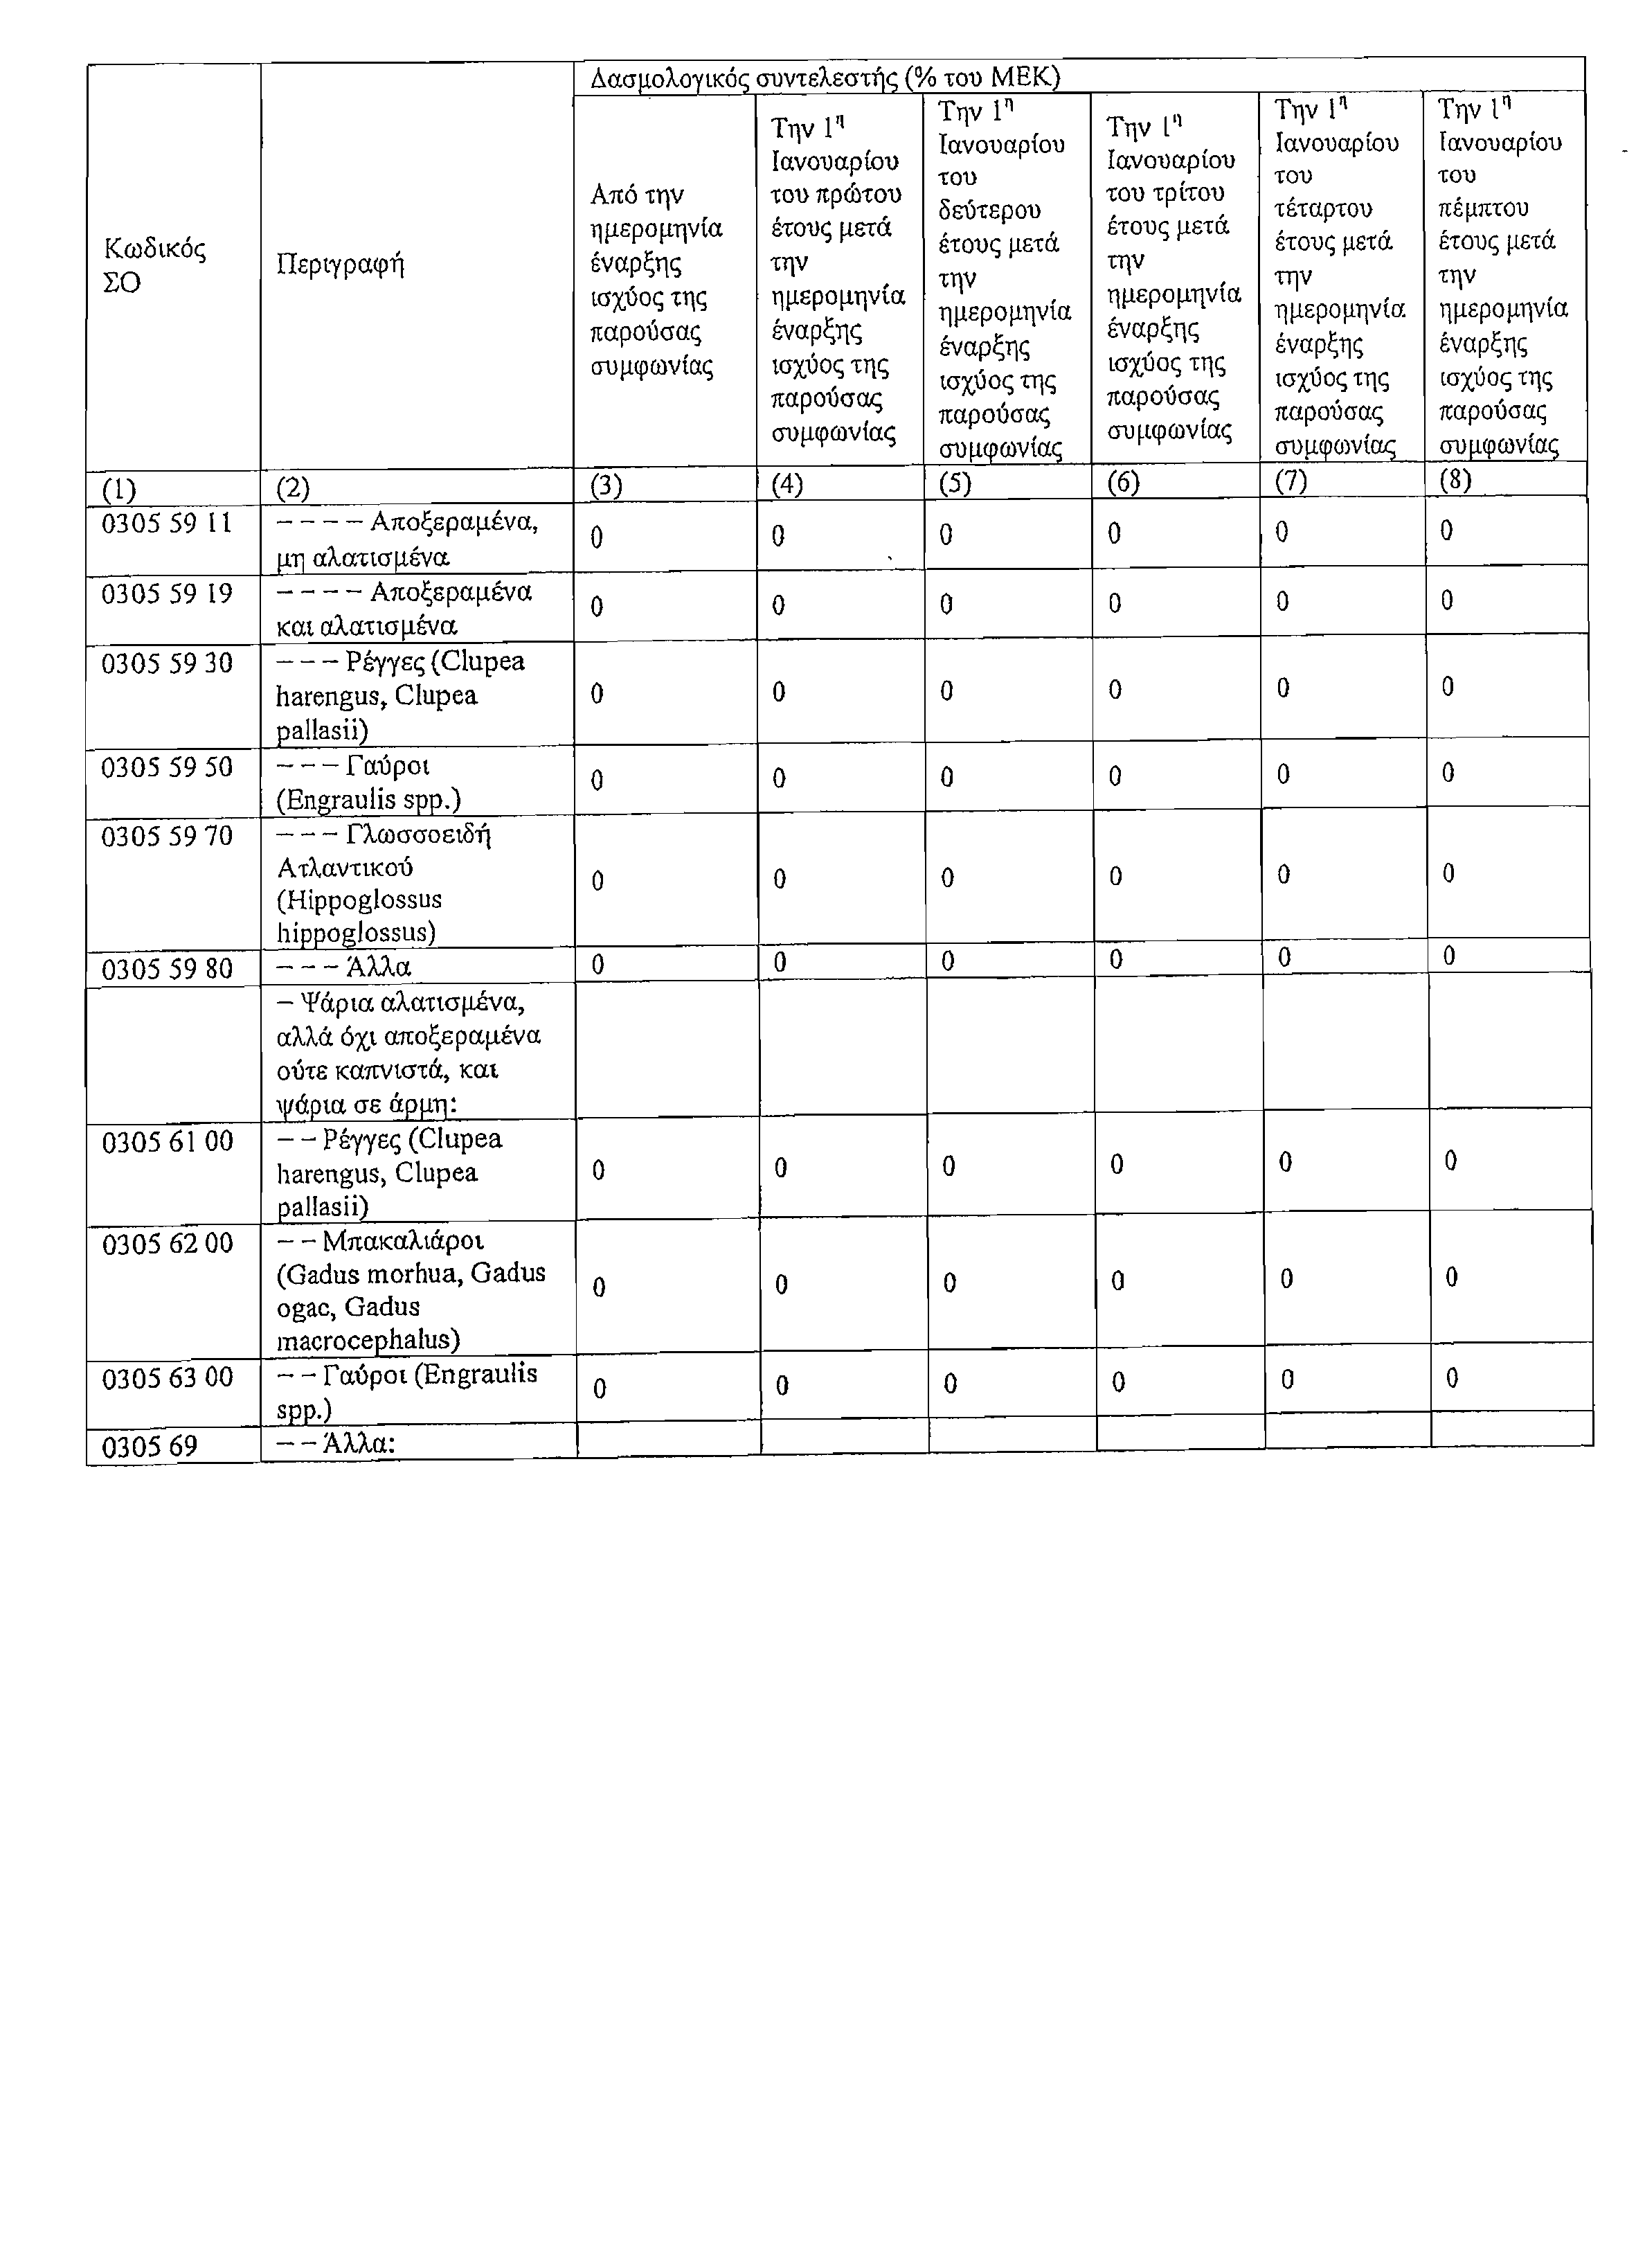 Δασμολογικός συντελεστής (% του ΜΕΚ)
Κωδικός
ΣΟ
Περιγραφή
Από την
ημερομηνία
έναρξης
ισχύος της
παρούσας
συμφωνίας
Την 1η
Ιανουαρίου
του πρώτου
έτους μετά
την
ημερομηνία
έναρξης
ισχύος της
παρούσας
συμφωνίας
Την 1η
Ιανουαρίου
του
δεύτερου
έτους μετά
την
ημερομηνία
έναρξης
ισχύος της
παρούσας
συμφωνίας
Την 1η
Ιανουαρίου
του τρίτου
έτους μετά
την
ημερομηνία
έναρξης
ισχύος της
παρούσας
συμφωνίας
Την 1η
Ιανουαρίου
του
τέταρτου
έτους μετά
την
ημερομηνία
έναρξης
ισχύος της
παρούσας
συμφωνίας
Την 1η
Ιανουαρίου
του
πέμπτου
έτους μετά
την
ημερομηνία
έναρξης
ισχύος της
παρούσας
συμφωνίας
(1) (2) (3) (4) (5) (6) (7) (8)
0305 59 11 – – – – Αποξεραμένα,
μη αλατισμένα
0 0 0 0 0 0
0305 59 19 – – – – Αποξεραμένα
και αλατισμένα
0 0 0 0 0 0
0305 59 30 – – – Ρέγγες (Clupea
harengus, Clupea
pallasii)
0 0 0 0 0 0
0305 59 50 – – – Γαύροι
(Engraulis spp.)
0 0 0 0 0 0
0305 59 70 – – – Γλωσσοειδή
Ατλαντικού
(Hippoglossus
hippoglossus)
0 0 0 0 0 0
0305 59 80 – – – Άλλα 0 0 0 0 0 0
– Ψάρια αλατισμένα,
αλλά όχι αποξεραμένα
ούτε καπνιστά, και
ψάρια σε άρμη:
0305 61 00 – – Ρέγγες (Clupea
harengus, Clupea
pallasii)
0 0 0 0 0 0
0305 62 00 – – Μπακαλιάροι
(Gadus morhua, Gadus
ogac, Gadus
macrocephalus)
0 0 0 0 0 0
0305 63 00 – – Γαύροι (Engraulis
spp.)
0 0 0 0 0 0
0305 69 – – Άλλα: